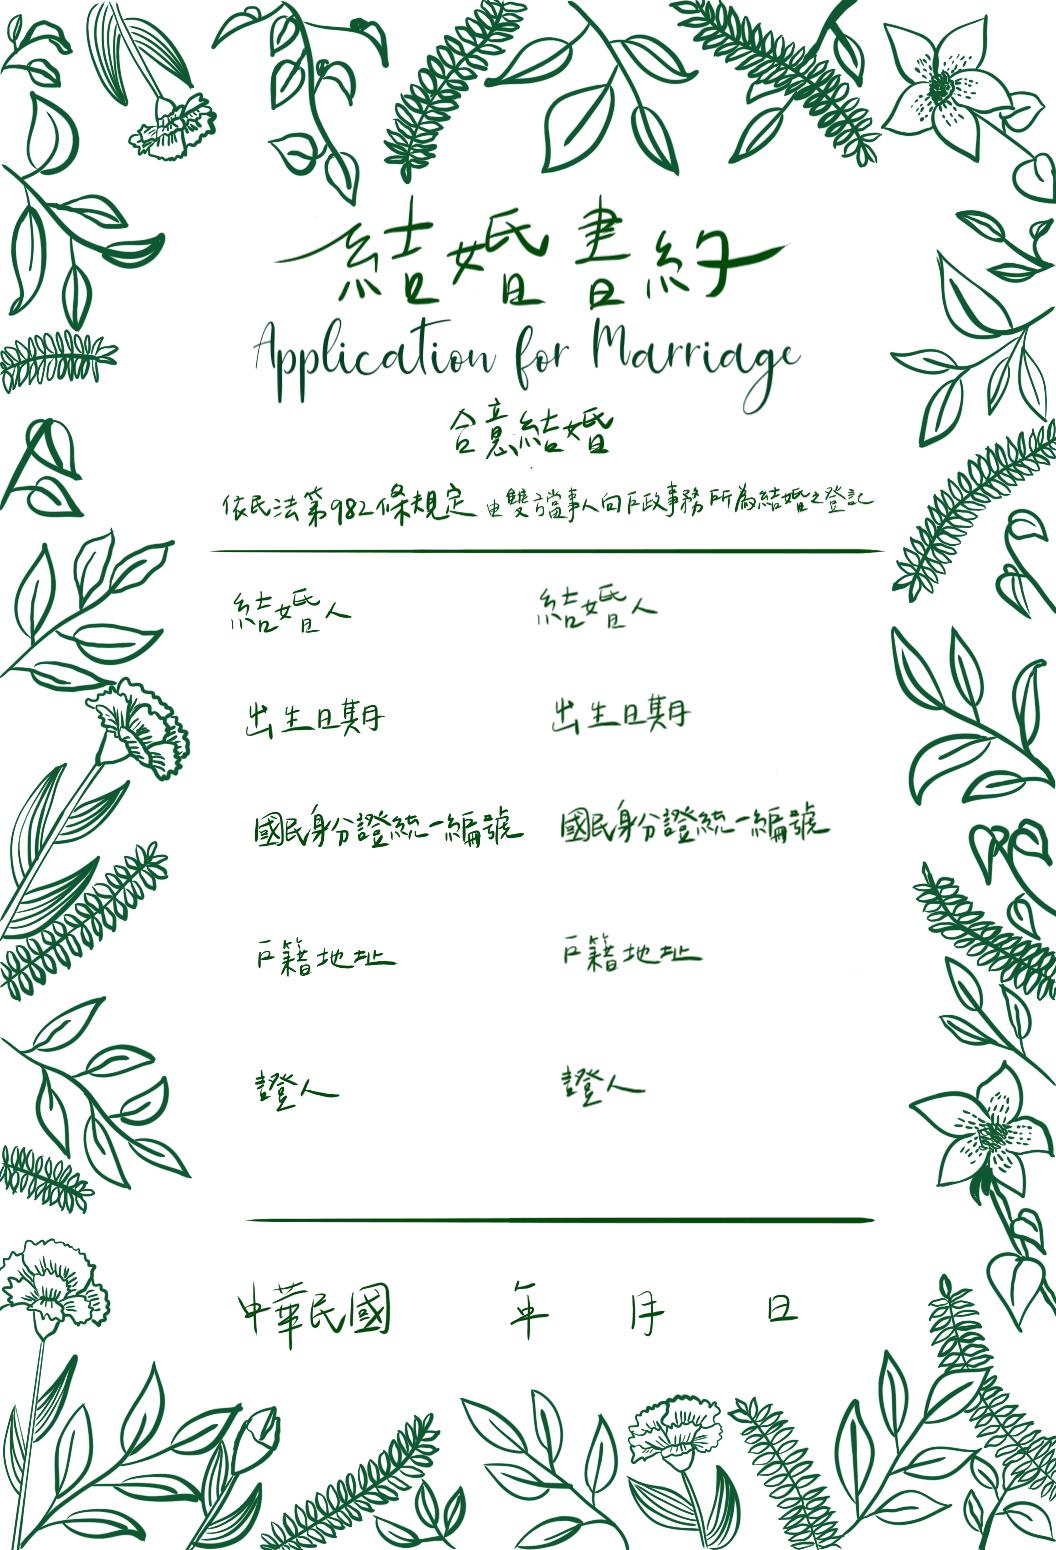 結婚書約
Application for Marriage
合意結婚
依民法第982條規定 由雙方當事人向戶政事務所為結婚之登記
結婚人 結婚人
出生日期 出生日期
國民身份證統一編號 國民身份證統一編號
戶籍地址 戶籍地址
證人 證人
中華民國 年 月 日